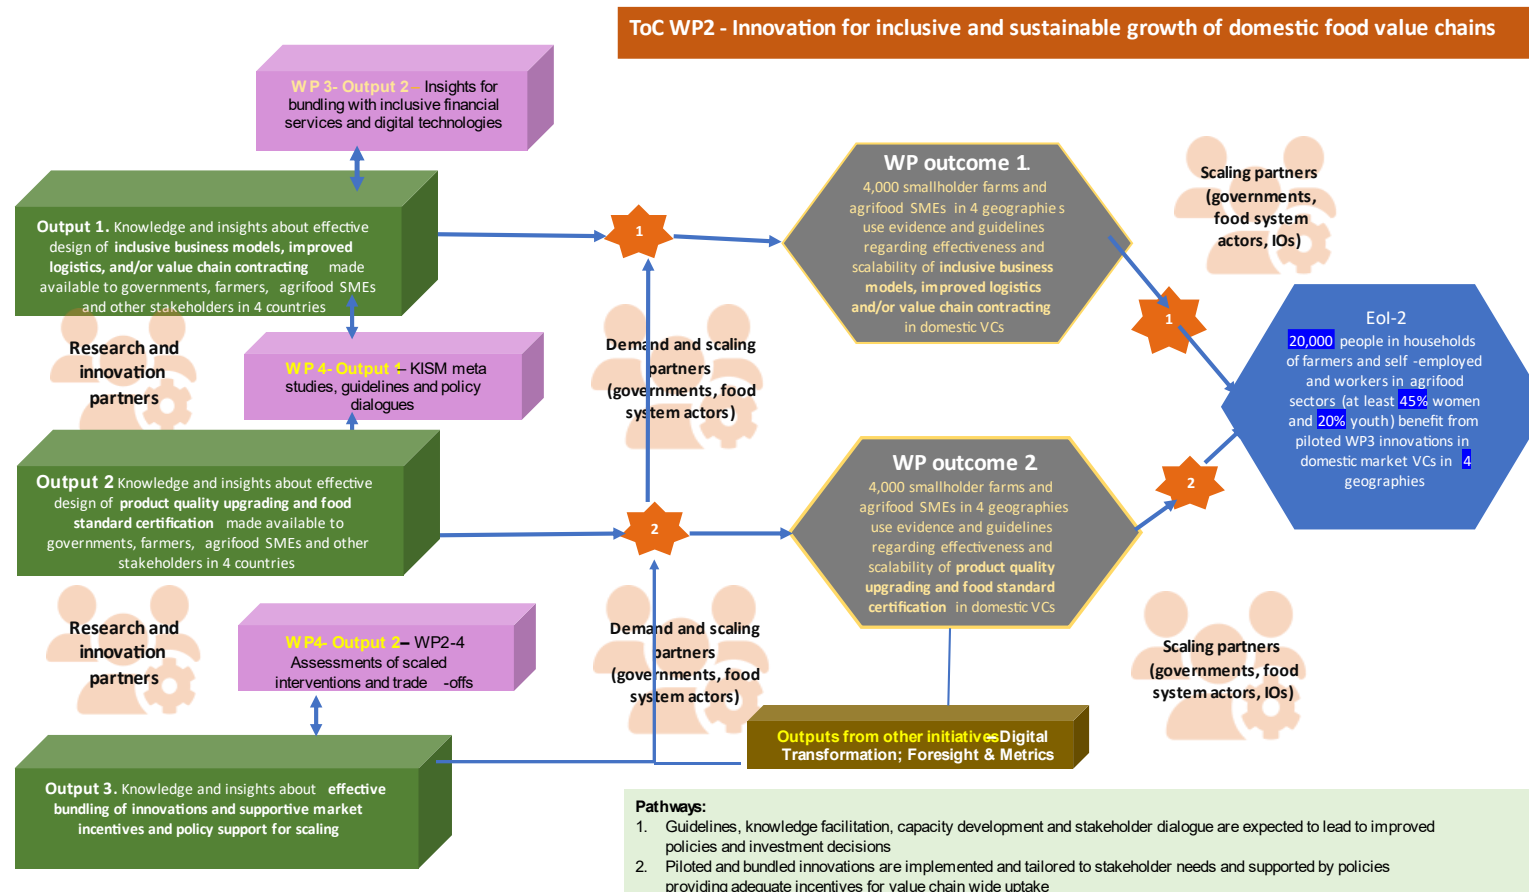 ToC WP2 - Innovation for inclusive and sustainable growth of domestic food value chains
WP 3- Output 2 – Insights for
bundling with inclusive financial
services and digital technologies
Output 1. Knowledge and insights about effective
design of inclusive business models, improved
logistics, and/or value chain contracting made
available to governments, farmers, agrifood SMEs
and other stakeholders in 4 countries
Research and
innovation
partners
WP 4- Output 1 – KISM meta
studies, guidelines and policy
dialogues
Output 2 Knowledge and insights about effective
design of product quality upgrading and food
standard certification made available to
governments, farmers, agrifood SMEs and other
stakeholders in 4 countries
Research and
innovation
partners
WP4- Output 2 – WP2-4
Assessments of scaled
interventions and trade -offs
Output 3. Knowledge and insights about effective
bundling of innovations and supportive market
incentives and policy support for scaling
1
Demand and scaling
partners
(governments, food
system actors)
2
Demand and scaling
partners
(governments, food
system actors)
WP outcome 1.
4,000 smallholder farms and
agrifood SMEs in 4 geographies
use evidence and guidelines
regarding effectiveness and
scalability of inclusive business
models, improved logistics
and/or value chain contracting
in domestic VCs
WP outcome 2
4,000 smallholder farms and
agrifood SMEs in 4 geographies
use evidence and guidelines
regarding effectiveness and
scalability of product quality
upgrading and food standard
certification in domestic VCs
Outputs from other initiatives – Digital
Transformation; Foresight & Metrics
Scaling partners
(governments,
food system
actors, IOs)
1
EoI-2
20,000 people in households
of farmers and self -employed
and workers in agrifood
sectors (at least 45% women
and 20% youth) benefit from
piloted WP3 innovations in
domestic market VCs in 4
geographies
2
Scaling partners
(governments, food
system actors, IOs)
Pathways:
1. Guidelines, knowledge facilitation, capacity development and stakeholder dialogue are expected to lead to improved
policies and investment decisions
2. Piloted and bundled innovations are implemented and tailored to stakeholder needs and supported by policies
providing adequate incentives for value chain wide uptake